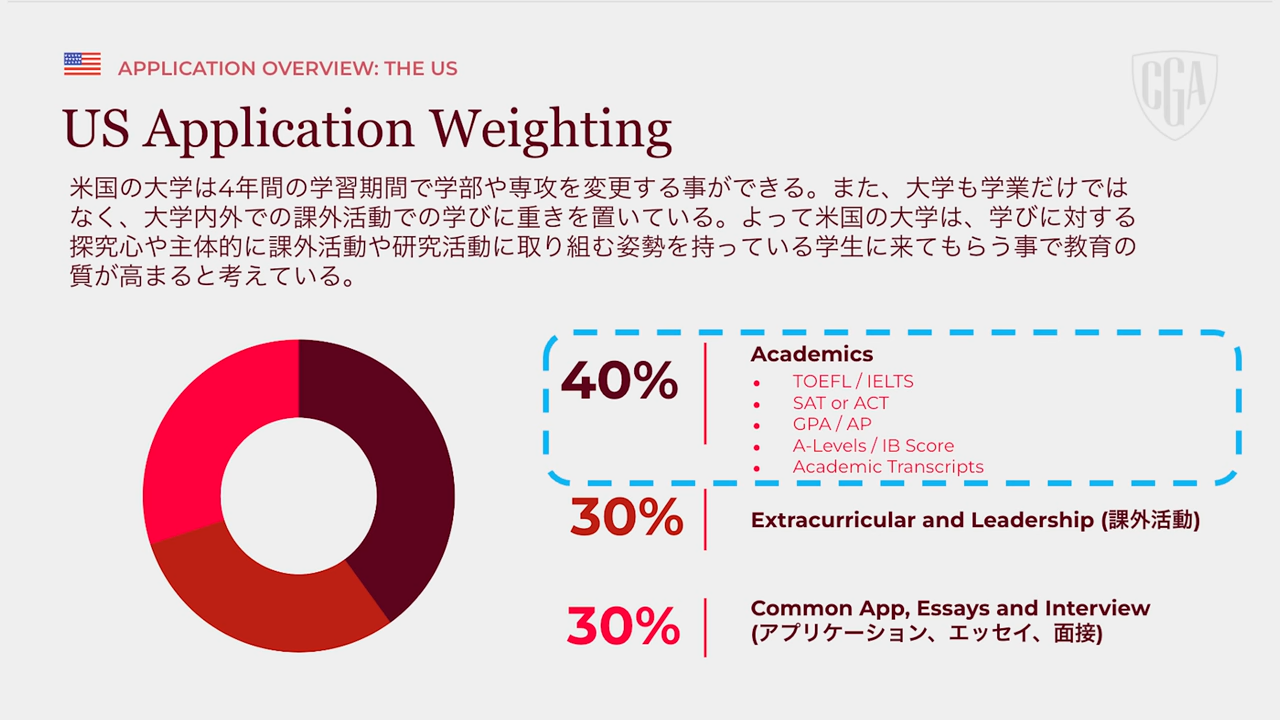 APPLICATION OVERVIEW: THE US
CGA
US Application Weighting
米国の大学は4年間の学習期間で学部や専攻を変更する事ができる。また、大学も学業だけでは
なく、大学内外での課外活動での学びに重きを置いている。よって米国の大学は、学びに対する
探究心や主体的に課外活動や研究活動に取り組む姿勢を持っている学生に来てもらう事で教育の
質が高まると考えている。
40%
Academics
• TOEFL / IELTS
• SAT or ACT
• GPA / AP
• A-Levels / IB Score
• Academic Transcripts
30%
Extracurricular and Leadership (課外活動)
30%
Common App, Essays and Interview
(アプリケーション、エッセイ、面接)